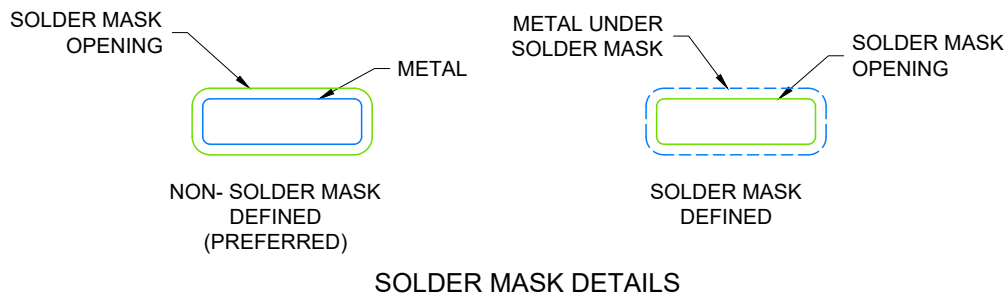 SOLDER MASK
OPENING
METAL
NON- SOLDER MASK
DEFINED
(PREFERRED)
METAL UNDER
SOLDER MASK
SOLDER MASK
OPENING
SOLDER MASK
DEFINED
SOLDER MASK DETAILS